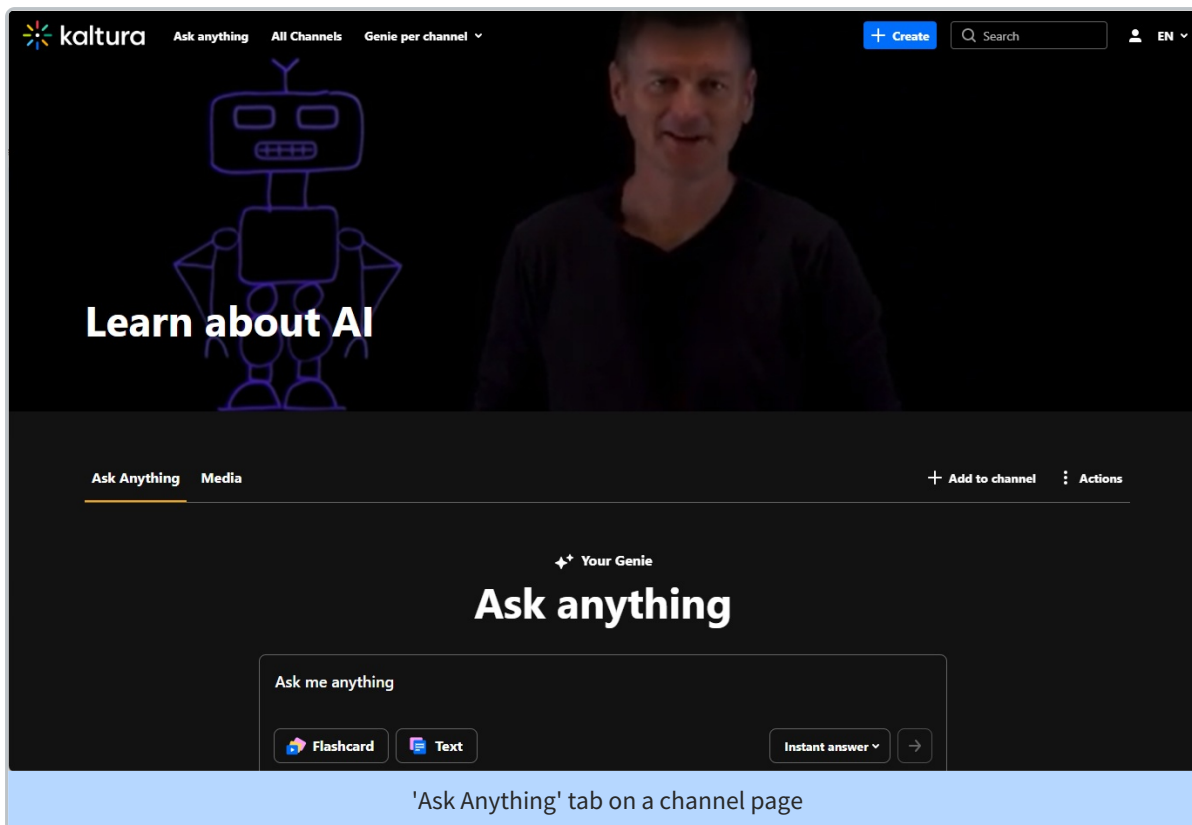 kaltura Ask anything All Channels Genie per channel + Create Search EN
Learn about AI
Ask Anything Media + Add to channel Actions
Your Genie
Ask anything
Ask me anything
Flashcard Text Instant answer →
'Ask Anything' tab on a channel page